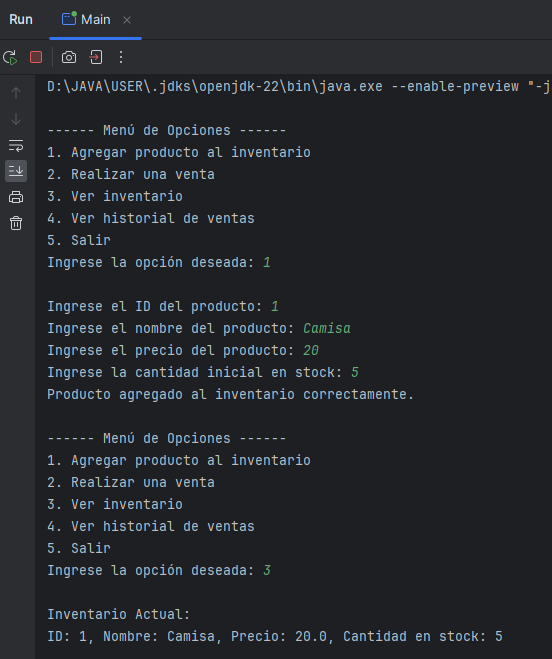 Run Main
D:\JAVA\USER\.jdks\openjdk-22\bin\java.exe --enable-preview "-j
------ Menú de Opciones ------
1. Agregar producto al inventario
2. Realizar una venta
3. Ver inventario
4. Ver historial de ventas
5. Salir
Ingrese la opción deseada: 1
Ingrese el ID del producto: 1
Ingrese el nombre del producto: Camisa
Ingrese el precio del producto: 20
Ingrese la cantidad inicial en stock: 5
Producto agregado al inventario correctamente.
------ Menú de Opciones ------
1. Agregar producto al inventario
2. Realizar una venta
3. Ver inventario
4. Ver historial de ventas
5. Salir
Ingrese la opción deseada: 3
Inventario Actual:
ID: 1, Nombre: Camisa, Precio: 20.0, Cantidad en stock: 5